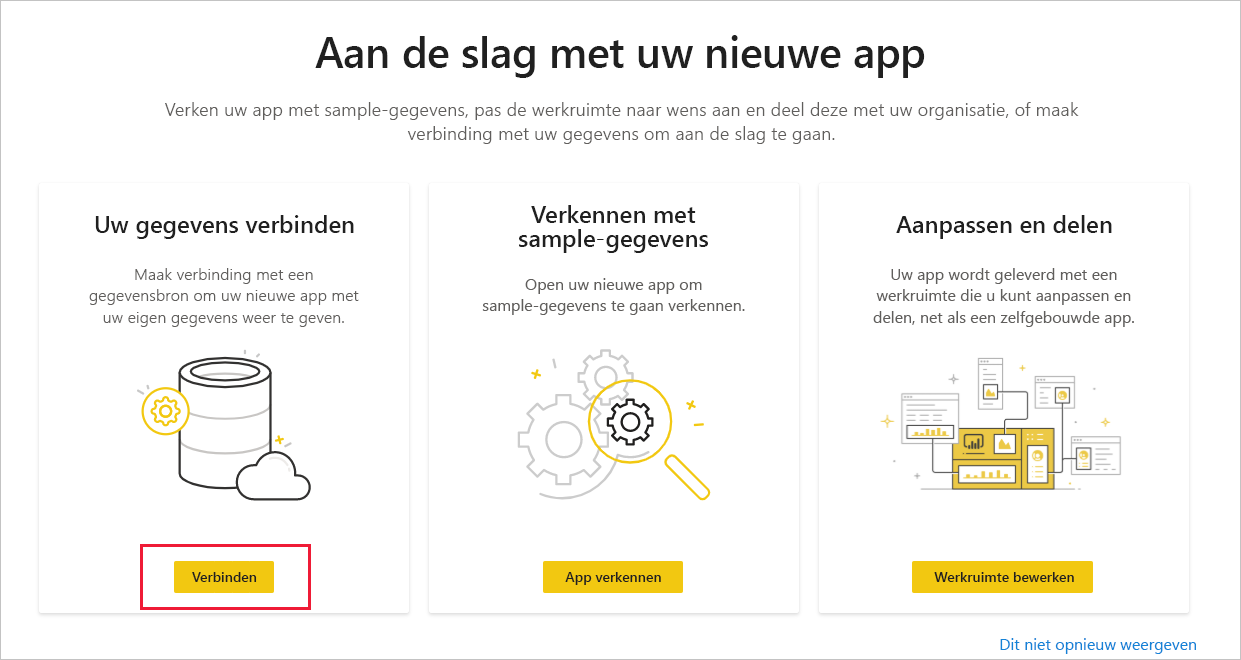 Aan de slag met uw nieuwe app
Verken uw app met sample-gegevens, pas de werkruimte naar wens aan en deel deze met uw organisatie, of maak
verbinding met uw gegevens om aan de slag te gaan.
Uw gegevens verbinden
Maak verbinding met een
gegevensbron om uw nieuwe app met
uw eigen gegevens weer te geven.
Verbinden
Verkennen met
sample-gegevens
Open uw nieuwe app om
sample-gegevens te gaan verkennen.
App verkennen
Aanpassen en delen
Uw app wordt geleverd met een
werkruimte die u kunt aanpassen en
delen, net als een zelfgebouwde app.
Werkruimte bewerken
Dit niet opnieuw weergeven